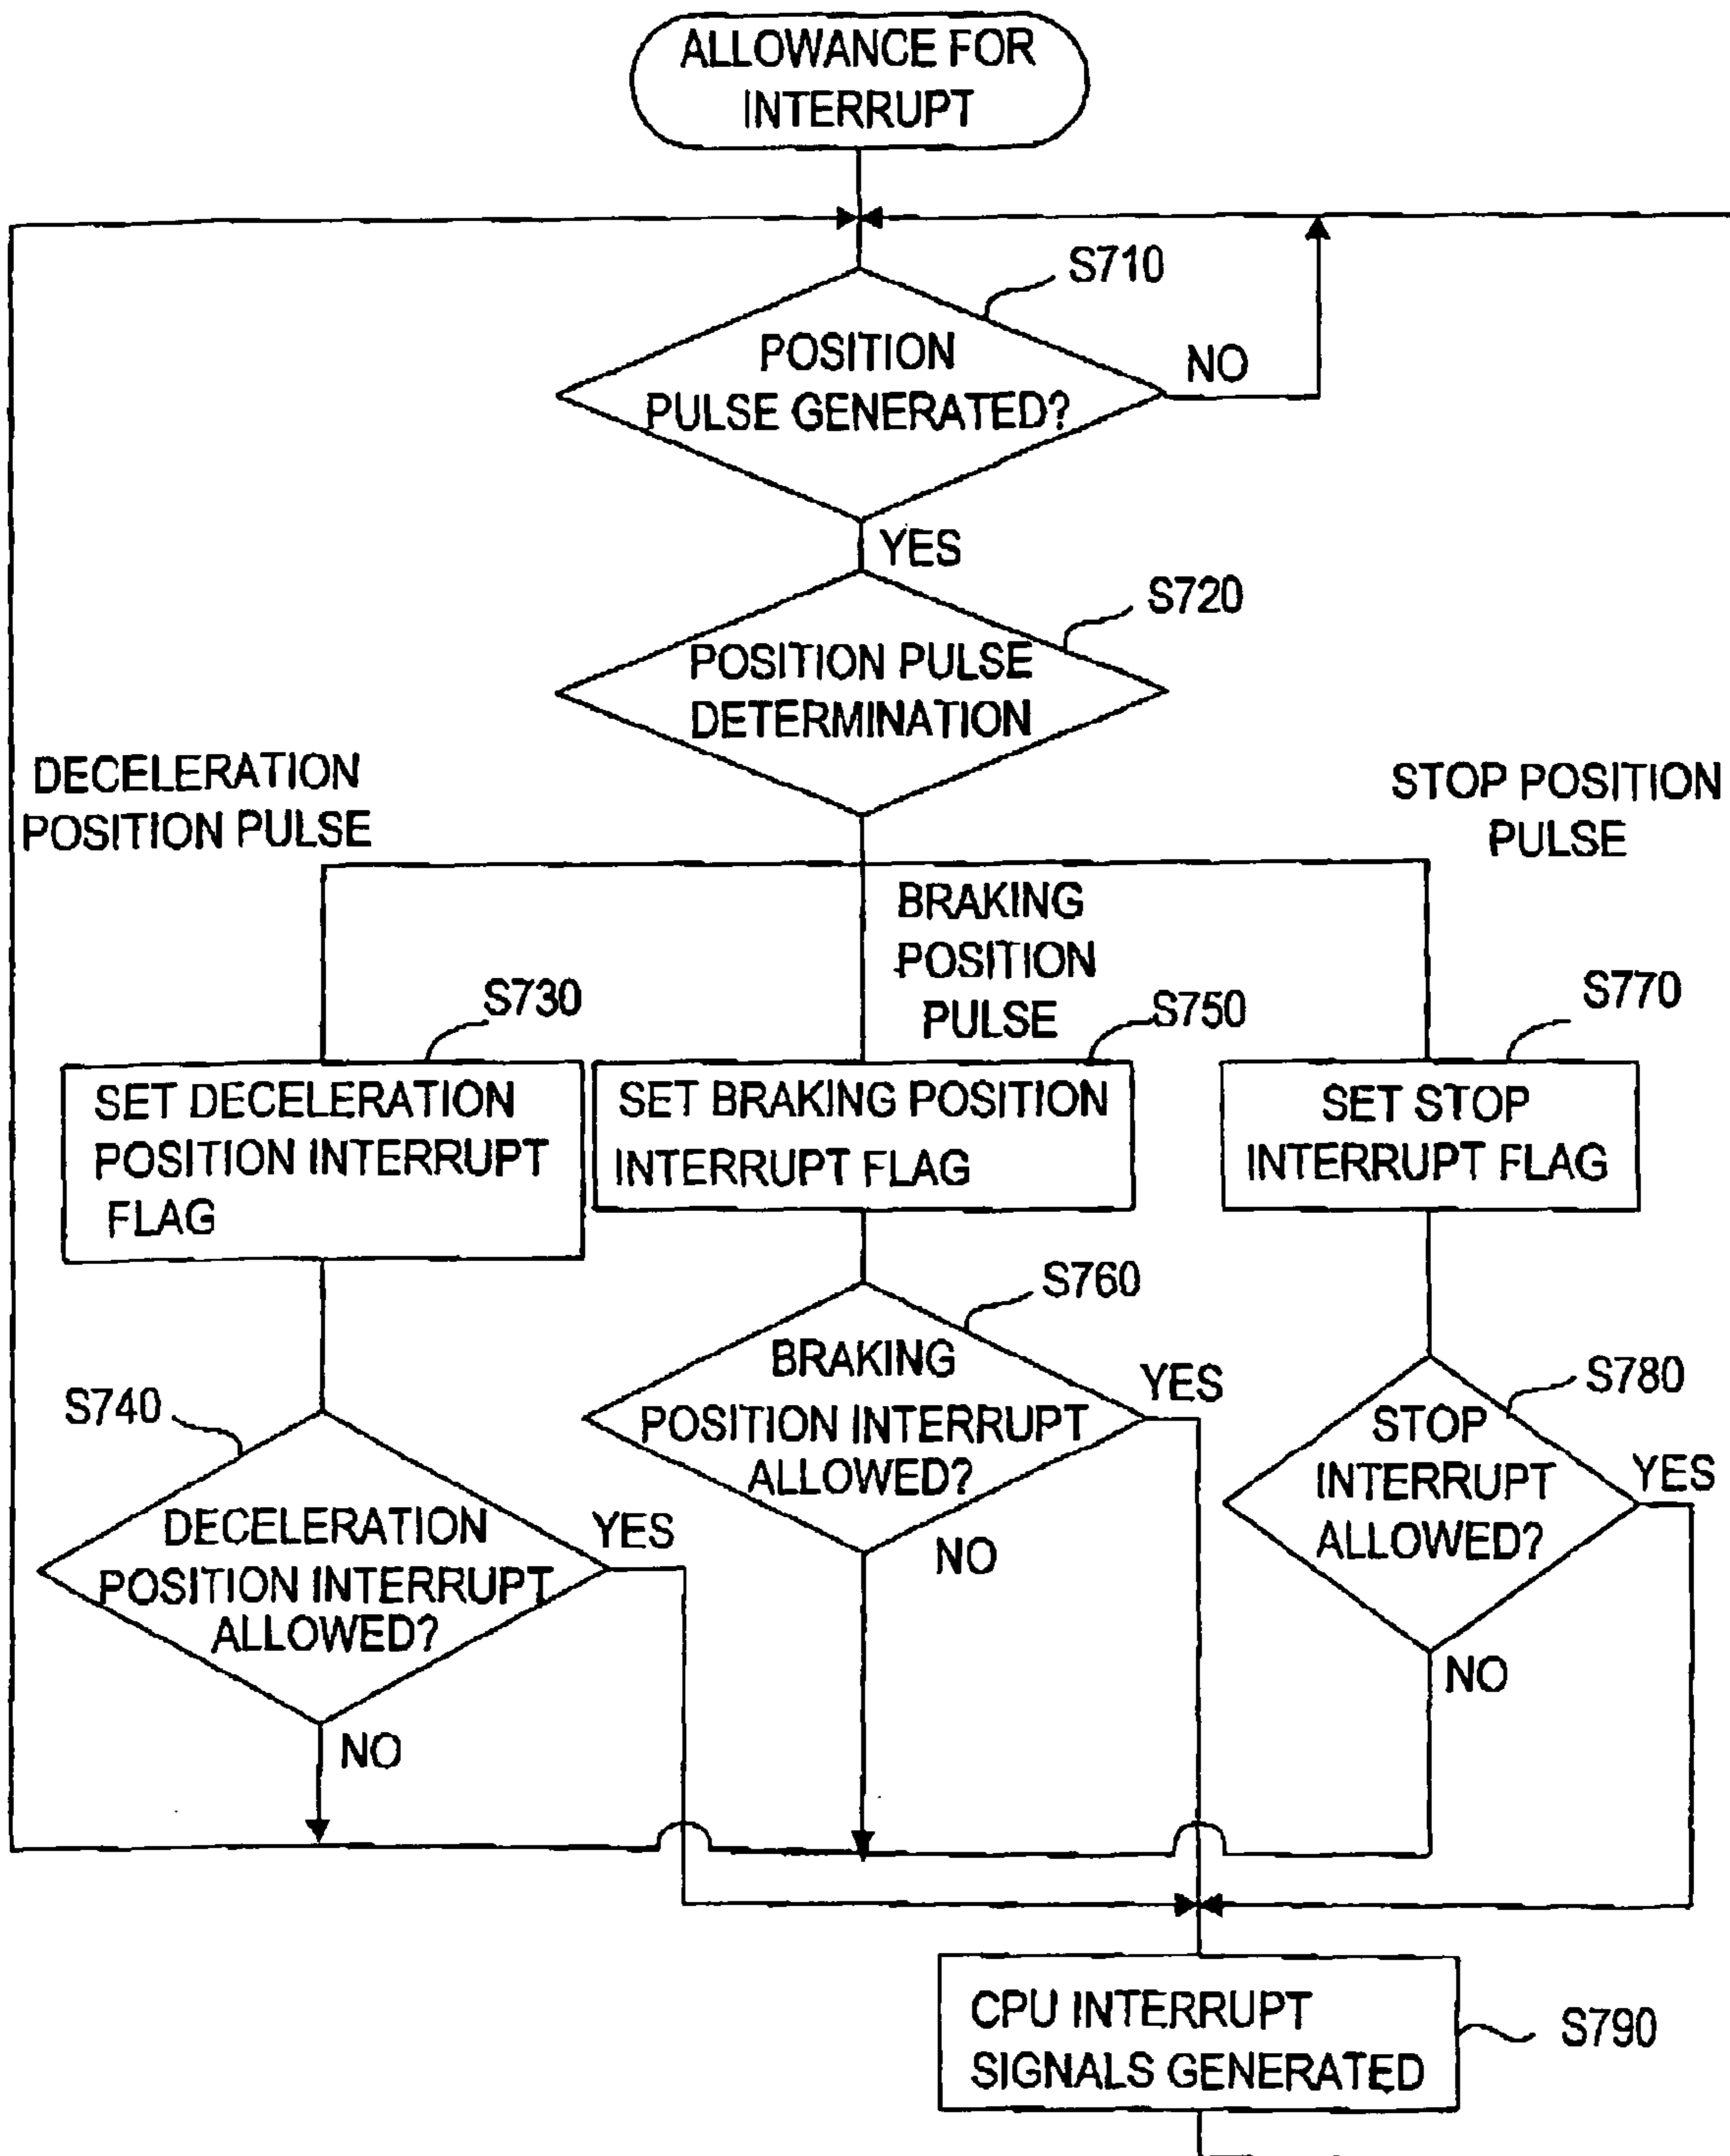 ALLOWANCE FOR
INTERRUPT
S710
POSITION
PULSE GENERATED?
NO
YES
S720
POSITION PULSE
DETERMINATION
DECELERATION
POSITION PULSE
STOP POSITION
PULSE
BRAKING
POSITION
PULSE
S730
S750
S770
SET DECELERATION
POSITION INTERRUPT
FLAG
SET BRAKING POSITION
INTERRUPT FLAG
SET STOP
INTERRUPT FLAG
S740
DECELERATION
POSITION INTERRUPT
ALLOWED?
YES
NO
S760
BRAKING
POSITION INTERRUPT
ALLOWED?
YES
NO
S780
STOP
INTERRUPT
ALLOWED?
YES
NO
CPU INTERRUPT
SIGNALS GENERATED
S790